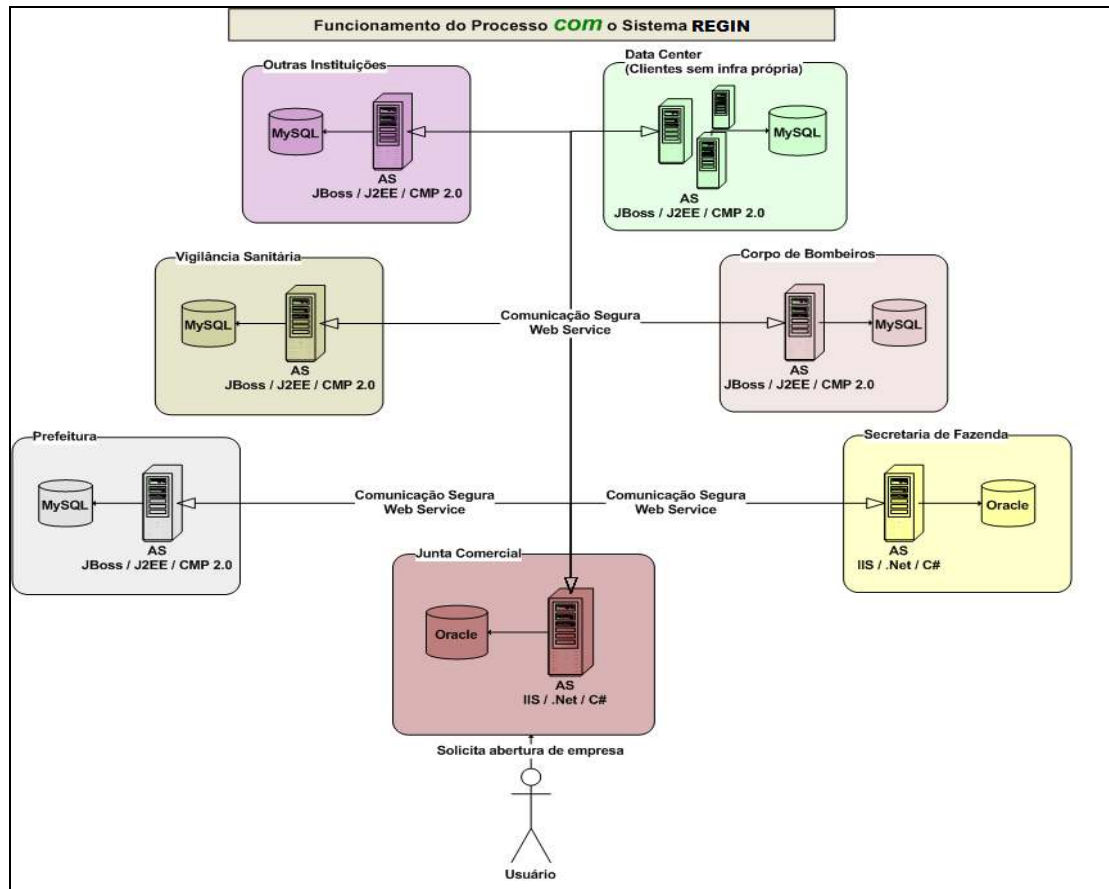 Funcionamento do Processo com o Sistema REGIN
Outras Instituições
MySQL
AS
JBoss / J2EE / CMP 2.0
Data Center
(Clientes sem infra própria)
MySQL
AS
JBoss / J2EE / CMP 2.0
Vigilância Sanitária
MySQL
AS
JBoss / J2EE / CMP 2.0
Comunicação Segura
Web Service
Corpo de Bombeiros
MySQL
AS
JBoss / J2EE / CMP 2.0
Prefeitura
MySQL
AS
JBoss / J2EE / CMP 2.0
Comunicação Segura
Web Service
Comunicação Segura
Web Service
Secretaria de Fazenda
Oracle
AS
IIS / .Net / C#
Junta Comercial
Oracle
AS
IIS / .Net / C#
Solicita abertura de empresa
Usuário